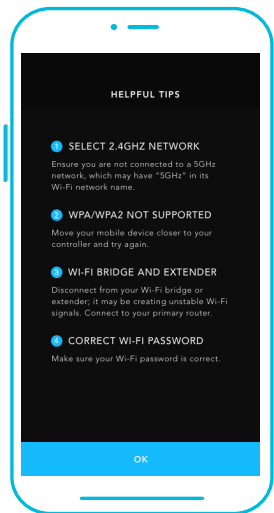 HELPFUL TIPS
1 SELECT 2.4GHZ NETWORK
Ensure you are not connected to a 5GHz
network, which may have "5GHz" in its
Wi-Fi network name.
2 WPA/WPA2 NOT SUPPORTED
Move your mobile device closer to your
controller and try again.
3 WI-FI BRIDGE AND EXTENDER
Disconnect from your Wi-Fi bridge or
extender; it may be creating unstable Wi-Fi
signals. Connect to your primary router.
4 CORRECT WI-FI PASSWORD
Make sure your Wi-Fi password is correct.
OK